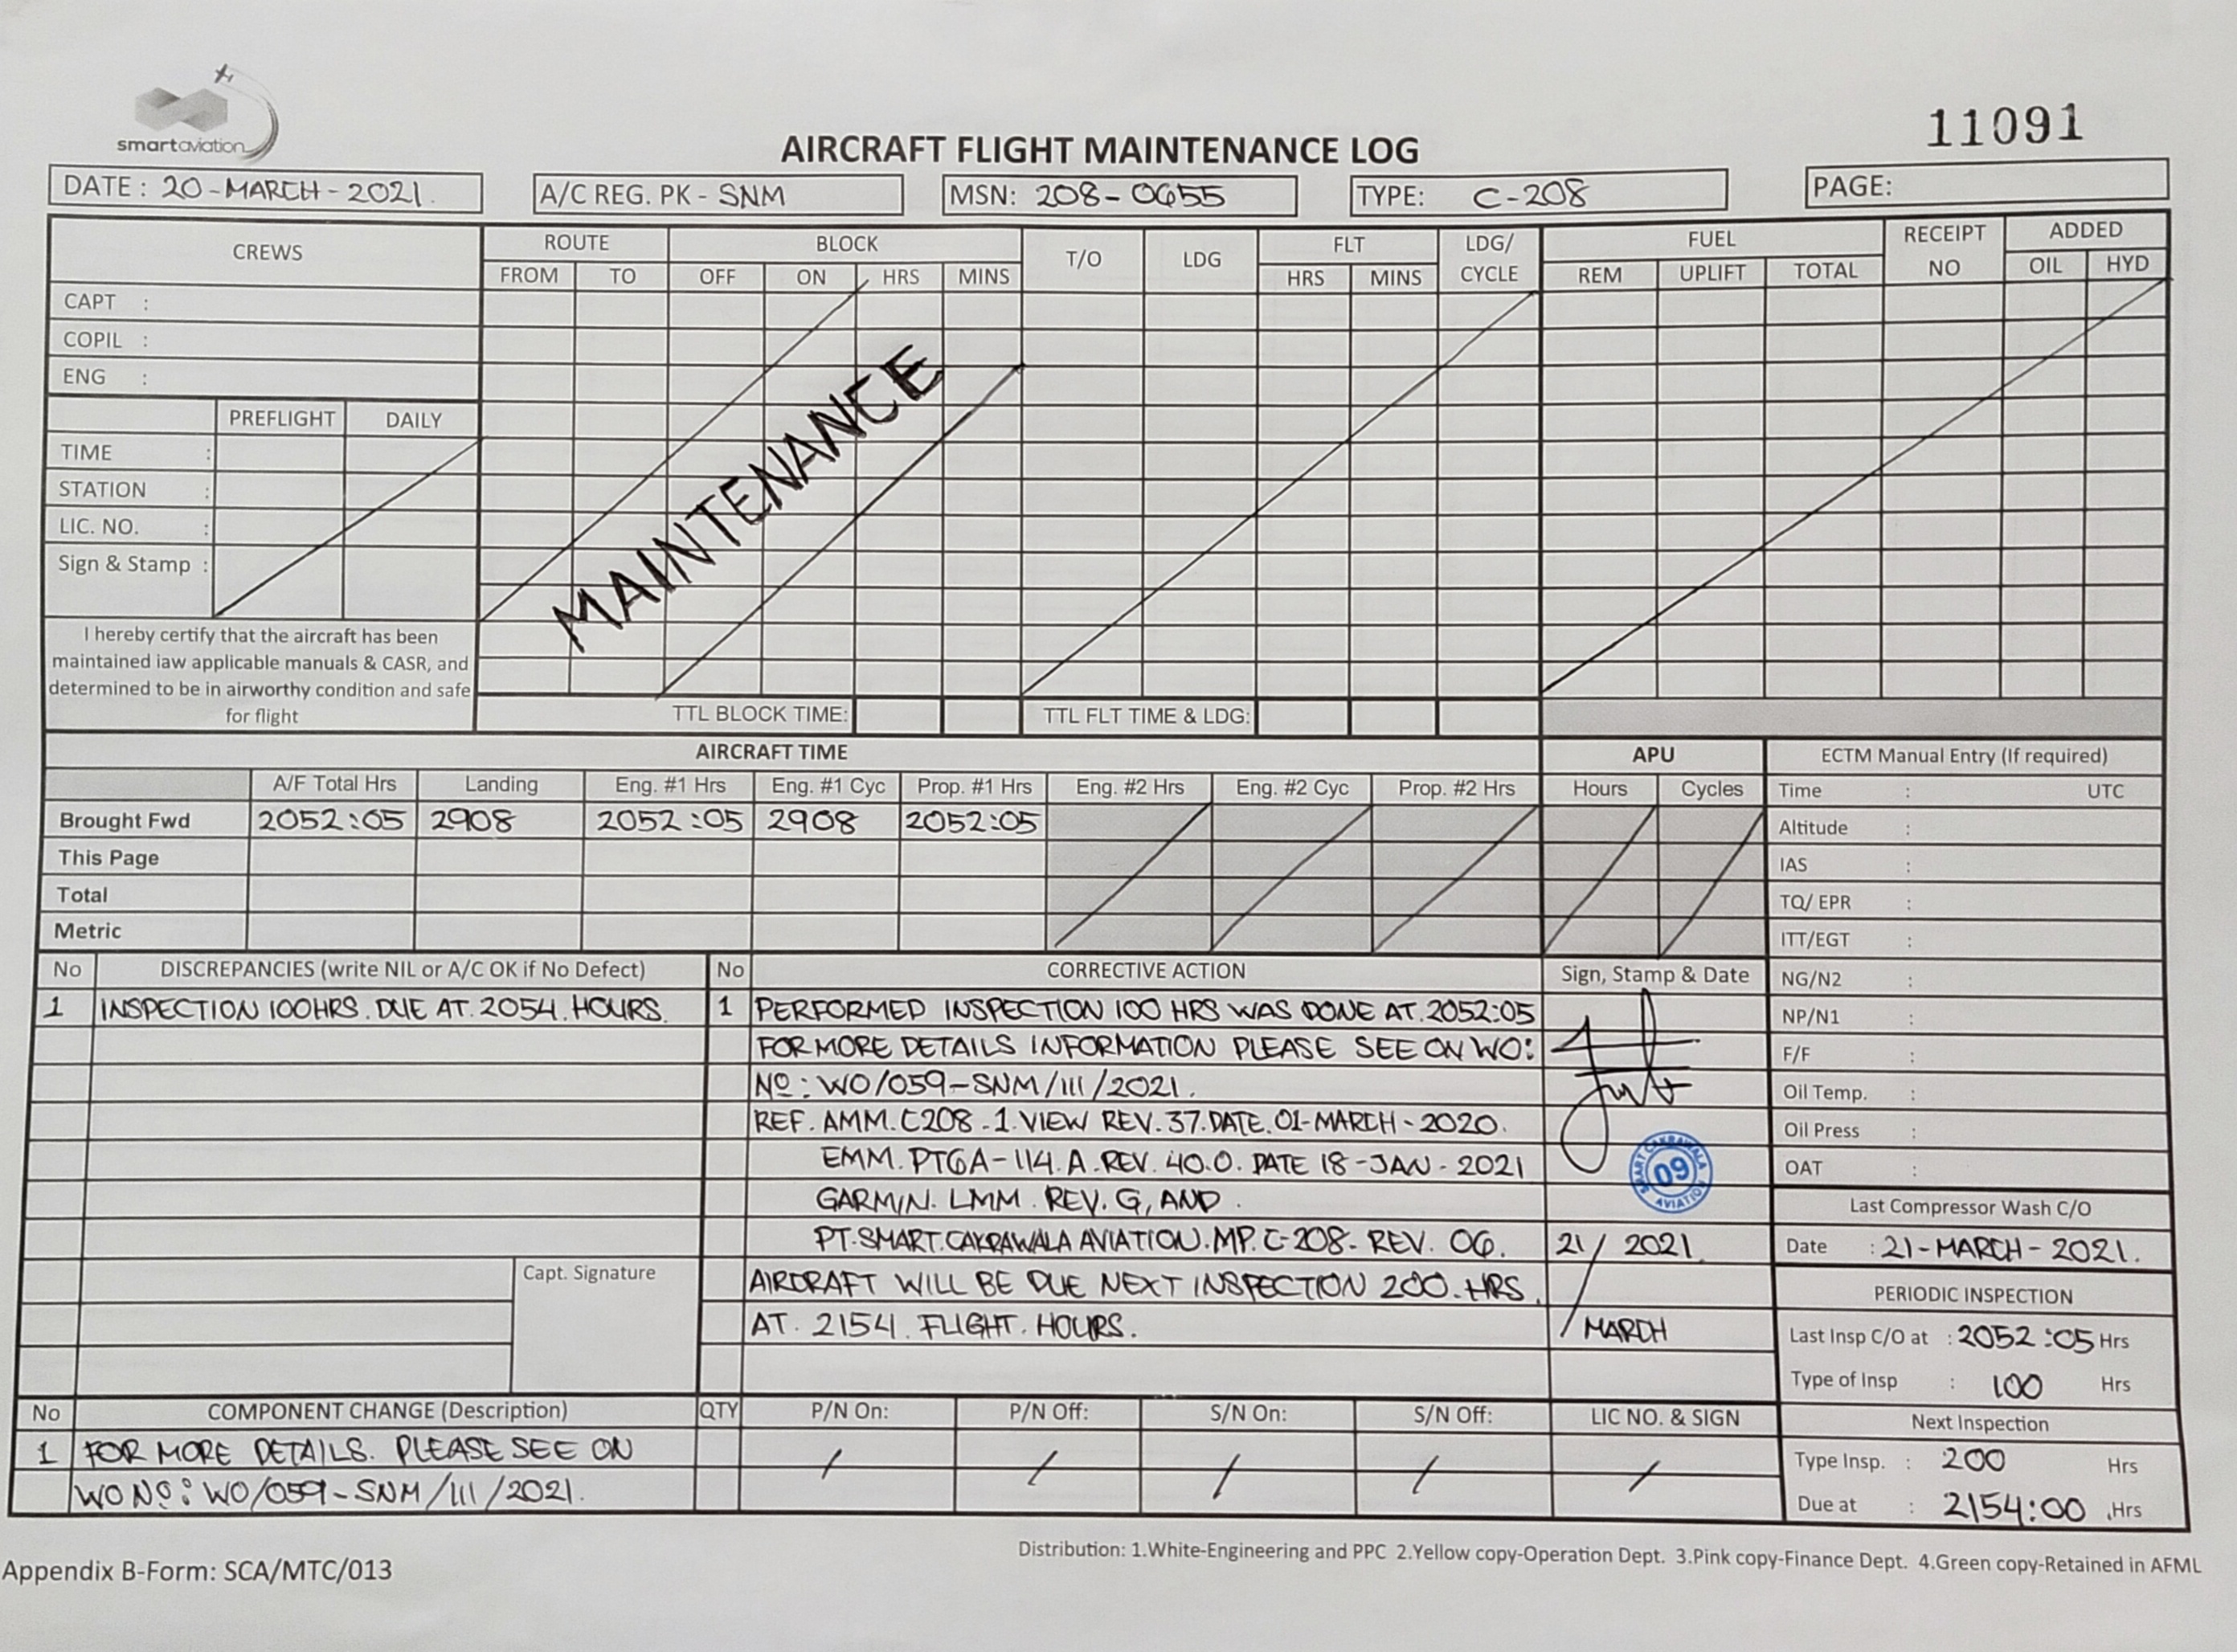 smartaviation
11091
AIRCRAFT FLIGHT MAINTENANCE LOG
DATE : 20-MARCH-2021.
A/C REG. PK - SNM
MSN: 208-0655
TYPE: C-208
PAGE:
CREWS
ROUTE
BLOCK
T/O
LDG
FLT
LDG/
CYCLE
FUEL
RECEIPT
NO
ADDED
FROM TO OFF ON HRS MINS HRS MINS REM UPLIFT TOTAL OIL HYD
CAPT :
COPIL :
ENG :
PREFLIGHT DAILY
TIME :
STATION :
LIC. NO. :
Sign & Stamp :
MAINTENANCE
I hereby certify that the aircraft has been
maintained iaw applicable manuals & CASR, and
determined to be in airworthy condition and safe
for flight
TTL BLOCK TIME: TTL FLT TIME & LDG:
AIRCRAFT TIME
APU
A/F Total Hrs Landing Eng. #1 Hrs Eng. #1 Cyc Prop. #1 Hrs Eng. #2 Hrs Eng. #2 Cyc Prop. #2 Hrs Hours Cycles
Brought Fwd 2052:05 2908 2052:05 2908 2052:05
This Page
Total
Metric
ECTM Manual Entry (If required)
Time : UTC
Altitude :
IAS :
TQ/ EPR :
ITT/EGT :
NG/N2 :
NP/N1 :
F/F :
Oil Temp. :
Oil Press :
OAT :
Last Compressor Wash C/O
Date : 21-MARCH-2021.
PERIODIC INSPECTION
Last Insp C/O at : 2052:05 Hrs
Type of Insp : 100 Hrs
Next Inspection
Type Insp. : 200 Hrs
Due at : 2154:00 Hrs
No DISCREPANCIES (write NIL or A/C OK if No Defect)
1 INSPECTION 100HRS. DUE AT. 2054. HOURS.
Capt. Signature
No CORRECTIVE ACTION
1 PERFORMED INSPECTION 100 HRS WAS DONE AT. 2052:05
FOR MORE DETAILS INFORMATION PLEASE SEE ON WO:
Nº: WO/059-SNM/III/2021.
REF. AMM. C208-1. VIEW REV. 37. DATE. 01-MARCH-2020.
EMM. PT6A-114.A. REV. 40.0. DATE 18-JAN-2021
GARMIN. LMM. REV. G, AND.
PT. SMART. CAKRAWALA AVIATION. MP. C-208- REV. 06.
AIRCRAFT WILL BE DUE NEXT INSPECTION 200. HRS.
AT. 2154. FLIGHT. HOURS.
Sign, Stamp & Date
SMART CAKRAWALA
09
AVIATION
21/ 2021
/ MARCH
No COMPONENT CHANGE (Description) QTY P/N On: P/N Off: S/N On: S/N Off: LIC NO. & SIGN
1 FOR MORE DETAILS. PLEASE SEE ON / / / / /
WO Nº: WO/059-SNM/III/2021.
Distribution: 1.White-Engineering and PPC 2.Yellow copy-Operation Dept. 3.Pink copy-Finance Dept. 4.Green copy-Retained in AFML
Appendix B-Form: SCA/MTC/013